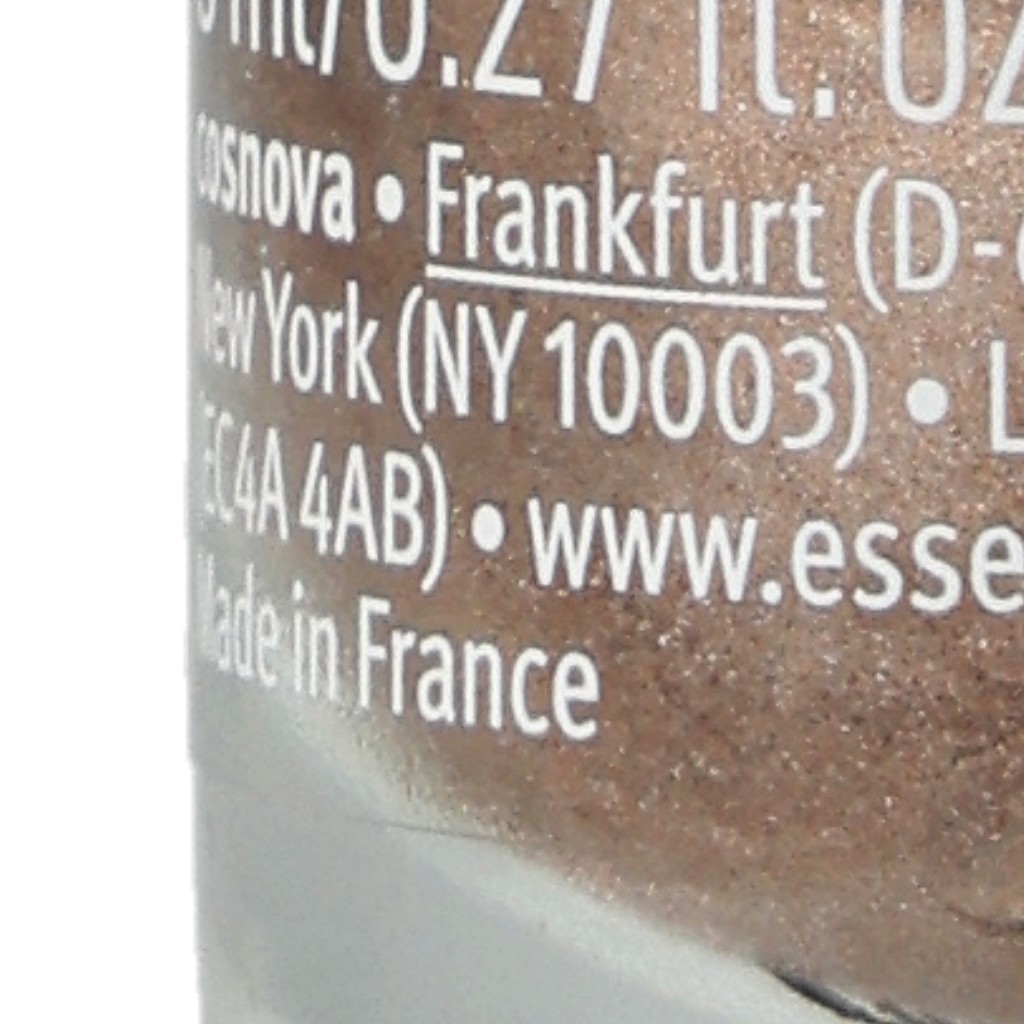 ml/0.27 fl. oz
cosnova • Frankfurt (D-
New York (NY 10003) • L
EC4A 4AB) • www.esse
Made in France